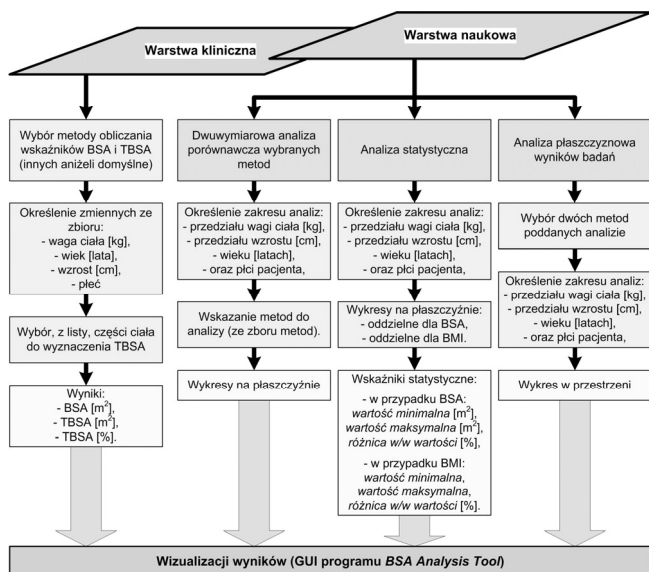 Warstwa kliniczna
Warstwa naukowa
Wybór metody obliczania
wskaźników BSA i TBSA
(innych aniżeli domyślne)
Określenie zmiennych ze
zbioru:
- waga ciała [kg]
- wiek [lata]
- wzrost [cm]
- płeć
Wybór, z listy, części ciała
do wyznaczenia TBSA
Wyniki:
- BSA [m²],
- TBSA [m²],
- TBSA [%].
Dwuwymiarowa analiza
porównawcza wybranych
metod
Określenie zakresu analiz:
- przedziału wagi ciała [kg],
- przedziału wzrostu [cm],
- wieku [latach],
- oraz płci pacjenta,
Wskazanie metod do
analizy (ze zboru metod).
Wykresy na płaszczyźnie
Analiza statystyczna
Określenie zakresu analiz:
- przedziału wagi ciała [kg],
- przedziału wzrostu [cm],
- wieku [latach],
- oraz płci pacjenta,
Wykresy na płaszczyźnie:
- oddzielne dla BSA,
- oddzielne dla BMI.
Wskaźniki statystyczne:
- w przypadku BSA:
wartość minimalna [m²],
wartość maksymalna [m²],
różnica w/w wartości [%],
- w przypadku BMI:
wartość minimalna,
wartość maksymalna,
różnica w/w wartości [%].
Analiza płaszczyznowa
wyników badań
Wybór dwóch metod
poddanych analizie
Określenie zakresu analiz:
- przedziału wagi ciała [kg],
- przedziału wzrostu [cm],
- wieku [latach],
- oraz płci pacjenta,
Wykres w przestrzeni
Wizualizacji wyników (GUI programu BSA Analysis Tool)